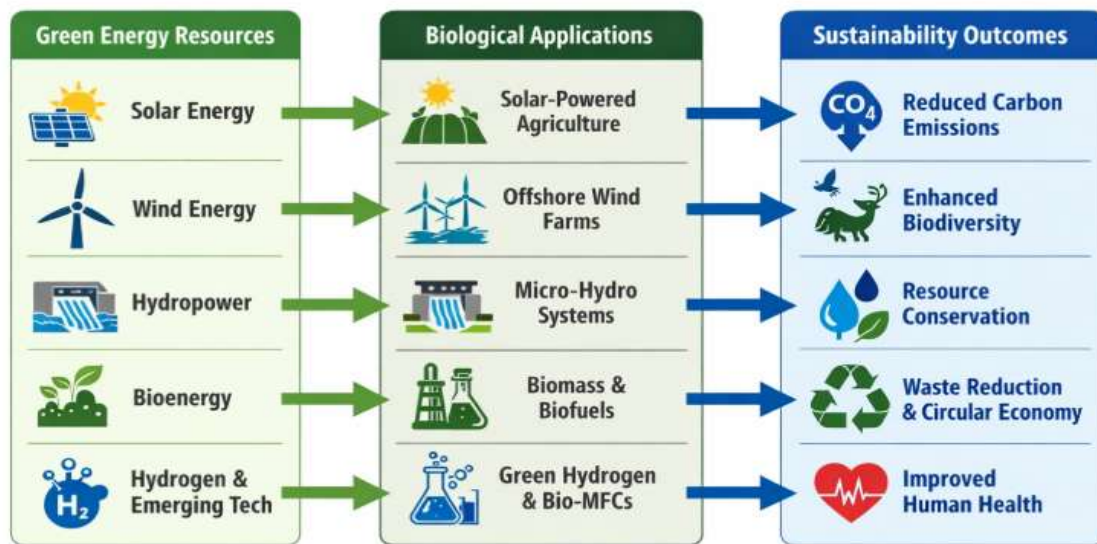 Green Energy Resources
Biological Applications
Sustainability Outcomes
Solar Energy
Solar-Powered
Agriculture
CO4
Reduced Carbon
Emissions
Wind Energy
Offshore Wind
Farms
Enhanced
Biodiversity
Hydropower
Micro-Hydro
Systems
Resource
Conservation
Bioenergy
Biomass &
Biofuels
Waste Reduction
& Circular Economy
H2
Hydrogen &
Emerging Tech
Green Hydrogen
& Bio-MFCs
Improved
Human Health